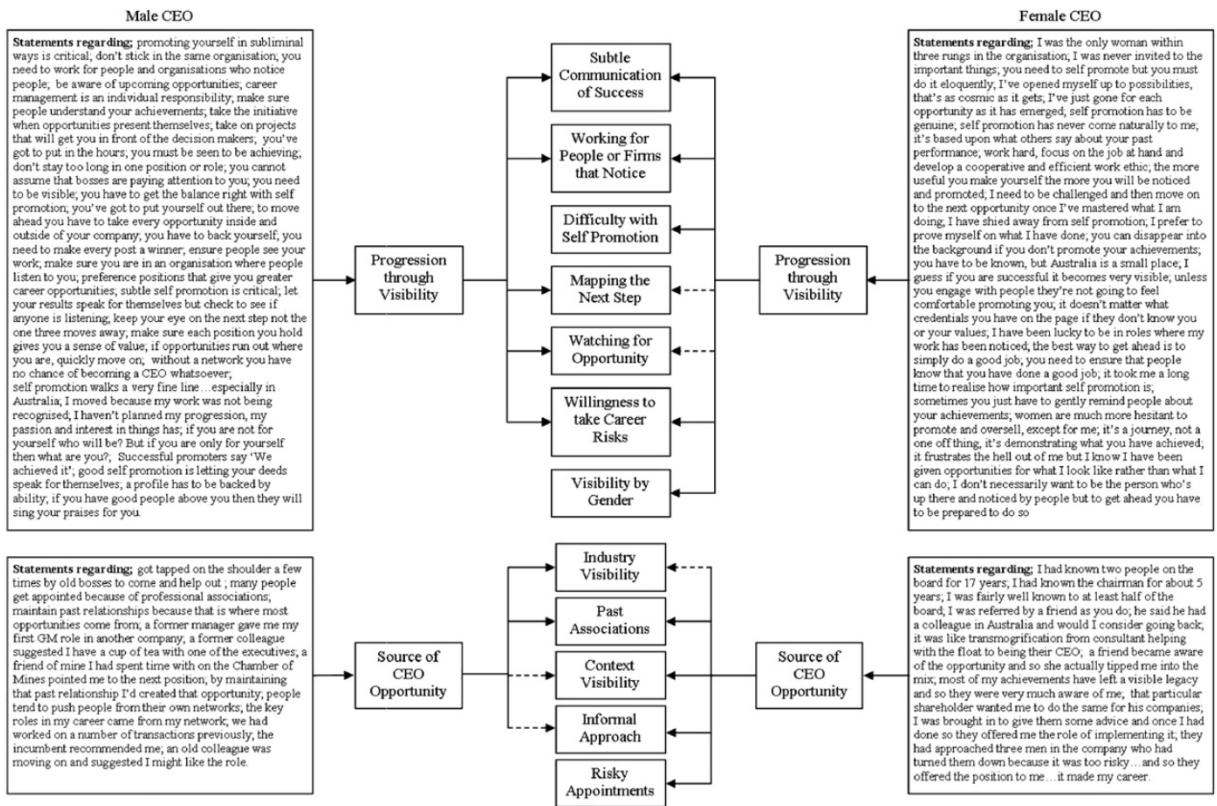 Male CEO
Female CEO
Statements regarding; promoting yourself in subliminal
ways is critical; don't stick in the same organisation; you
need to work for people and organisations who notice
people; be aware of upcoming opportunities; career
management is an individual responsibility; make sure
people understand your achievements; take the initiative
when opportunities present themselves; take on projects
that will get you in front of the decision makers; you've
got to put in the hours; you must be seen to be achieving;
don't stay too long in one position or role; you cannot
assume that bosses are paying attention to you; you need
to be visible; you have to get the balance right with self
promotion; you've got to put yourself out there; to move
ahead you have to take every opportunity inside and
outside of your company; you have to back yourself; you
need to make every post a winner; ensure people see your
work; make sure you are in an organisation where people
listen to you; preference positions that give you greater
career opportunities; subtle self promotion is critical; let
your results speak for themselves but check to see if
anyone is listening; keep your eye on the next step not the
one three moves away; make sure each position you hold
gives you a sense of value; if opportunities run out where
you are, quickly move on; without a network you have
no chance of becoming a CEO whatsoever;
self promotion walks a very fine line…especially in
Australia; I moved because my work was not being
recognised; I haven't planned my progression, my
passion and interest in things has; if you are not for
yourself who will be? But if you are only for yourself
then what are you?; Successful promoters say 'We
achieved it'; good self promotion is letting your deeds
speak for themselves; a profile has to be backed by
ability; if you have good people above you then they will
sing your praises for you.
Progression
through
Visibility
Subtle
Communication
of Success
Working for
People or Firms
that Notice
Difficulty with
Self Promotion
Mapping the
Next Step
Watching for
Opportunity
Willingness to
take Career
Risks
Visibility by
Gender
Progression
through
Visibility
Statements regarding; I was the only woman within
three rungs in the organisation; I was never invited to the
important things; you need to self promote but you must
do it eloquently; I've opened myself up to possibilities,
that's as cosmic as it gets; I've just gone for each
opportunity as it has emerged; self promotion has to be
genuine; self promotion has never come naturally to me;
it's based upon what others say about your past
performance; work hard, focus on the job at hand and
develop a cooperative and efficient work ethic; the more
useful you make yourself the more you will be noticed
and promoted; I need to be challenged and then move on
to the next opportunity once I've mastered what I am
doing; I have shied away from self promotion; I prefer to
prove myself on what I have done; you can disappear into
the background if you don't promote your achievements;
you have to be known, but Australia is a small place; I
guess if you are successful it becomes very visible; unless
you engage with people they're not going to feel
comfortable promoting you; it doesn't matter what
credentials you have on the page if they don't know you
or your values; I have been lucky to be in roles where my
work has been noticed; the best way to get ahead is to
simply do a good job; you need to ensure that people
know that you have done a good job; it took me a long
time to realise how important self promotion is;
sometimes you just have to gently remind people about
your achievements; women are much more hesitant to
promote and oversell, except for me; it's a journey, not a
one off thing, it's demonstrating what you have achieved;
it frustrates the hell out of me but I know I have been
given opportunities for what I look like rather than what I
can do; I don't necessarily want to be the person who's
up there and noticed by people but to get ahead you have
to be prepared to do so
Statements regarding; got tapped on the shoulder a few
times by old bosses to come and help out ; many people
get appointed because of professional associations;
maintain past relationships because that is where most
opportunities come from; a former manager gave me my
first GM role in another company; a former colleague
suggested I have a cup of tea with one of the executives; a
friend of mine I had spent time with on the Chamber of
Mines pointed me to the next position; by maintaining
that past relationship I'd created that opportunity; people
tend to push people from their own networks; the key
roles in my career came from my network; we had
worked on a number of transactions previously; the
incumbent recommended me; an old colleague was
moving on and suggested I might like the role.
Source of
CEO
Opportunity
Industry
Visibility
Past
Associations
Context
Visibility
Informal
Approach
Risky
Appointments
Source of
CEO
Opportunity
Statements regarding; I had known two people on the
board for 17 years; I had known the chairman for about 5
years; I was fairly well known to at least half of the
board; I was referred by a friend as you do; he said he had
a colleague in Australia and would I consider going back;
it was like transmogrification from consultant helping
with the float to being their CEO; a friend became aware
of the opportunity and so she actually tipped me into the
mix; most of my achievements have left a visible legacy
and so they were very much aware of me; that particular
shareholder wanted me to do the same for his companies;
I was brought in to give them some advice and once I had
done so they offered me the role of implementing it; they
had approached three men in the company who had
turned them down because it was too risky…and so they
offered the position to me…it made my career.